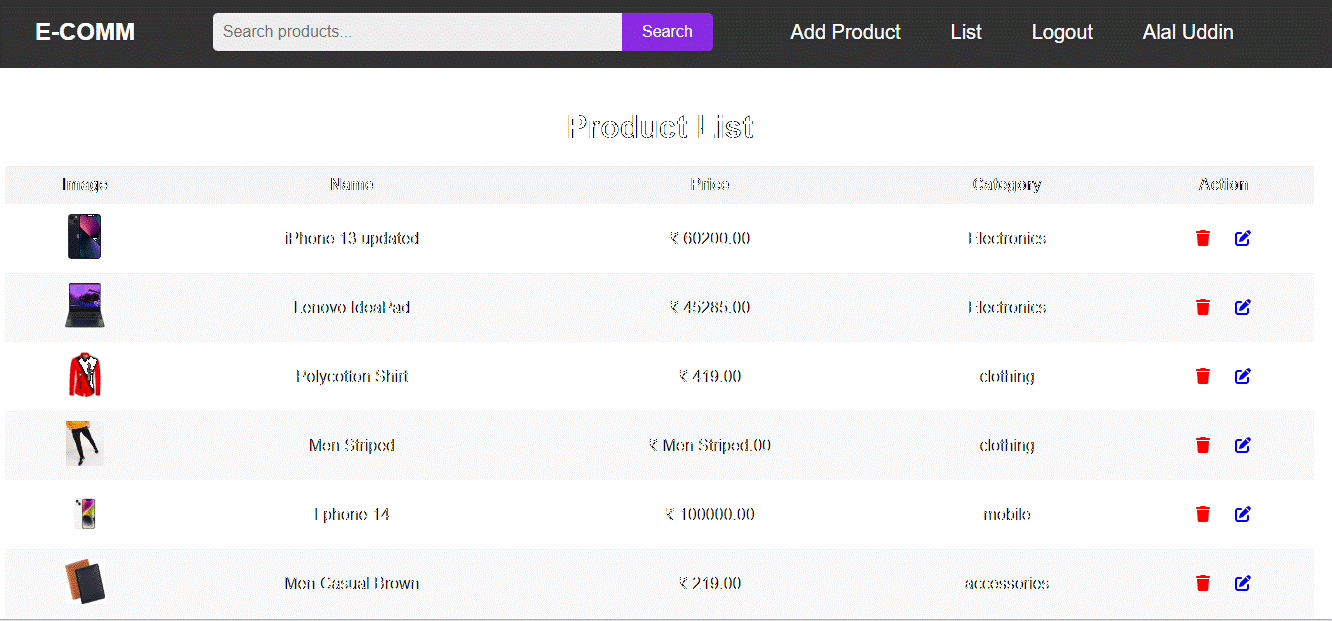 E-COMM Search products... Search Add Product List Logout Alal Uddin
Product List
Image Name Price Category Action
iPhone 13 updated ₹ 60200.00 Electronics
Lenovo IdeaPad ₹ 45285.00 Electronics
Polycotton Shirt ₹ 419.00 clothing
Men Striped ₹ Men Striped.00 clothing
I phone 14 ₹ 100000.00 mobile
Men Casual Brown ₹ 219.00 accessories